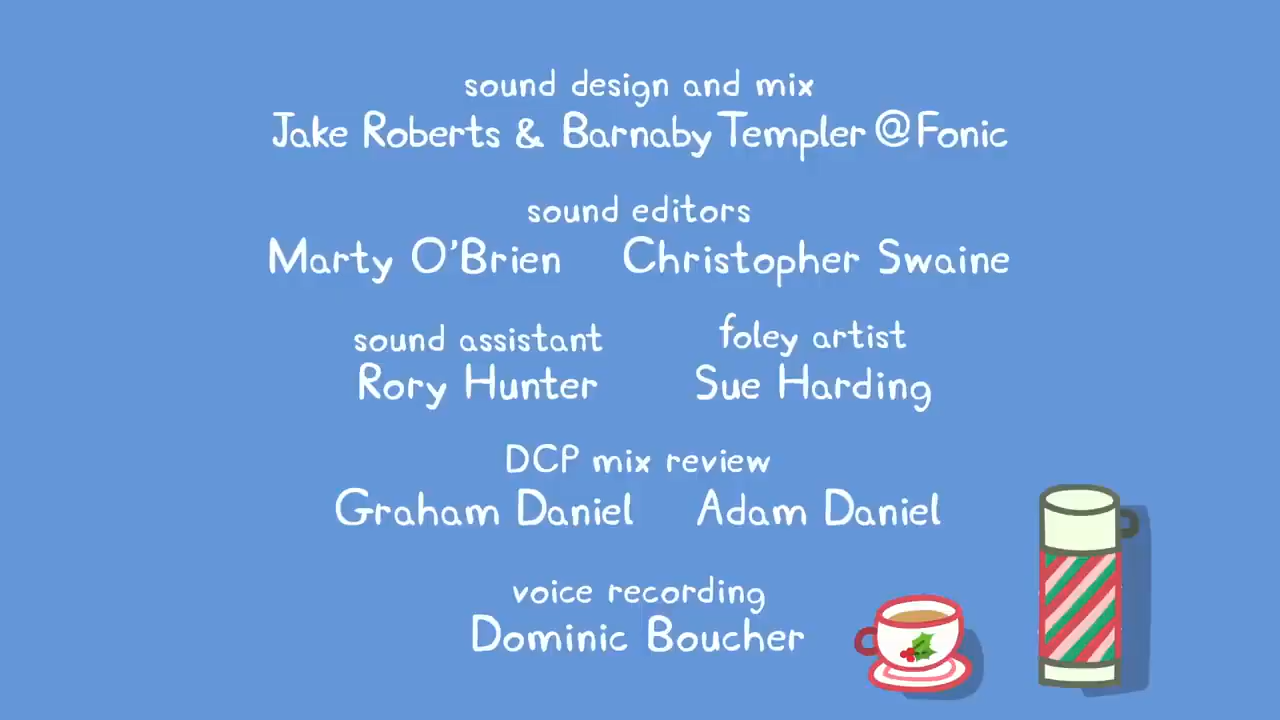 sound design and mix
Jake Roberts & Barnaby Templer @Fonic
sound editors
Marty O'Brien Christopher Swaine
sound assistant foley artist
Rory Hunter Sue Harding
DCP mix review
Graham Daniel Adam Daniel
voice recording
Dominic Boucher